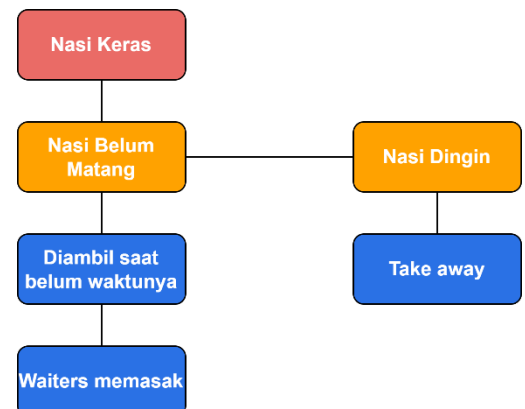 Nasi Keras
Nasi Belum
Matang
Nasi Dingin
Diambil saat
belum waktunya
Take away
Waiters memasak